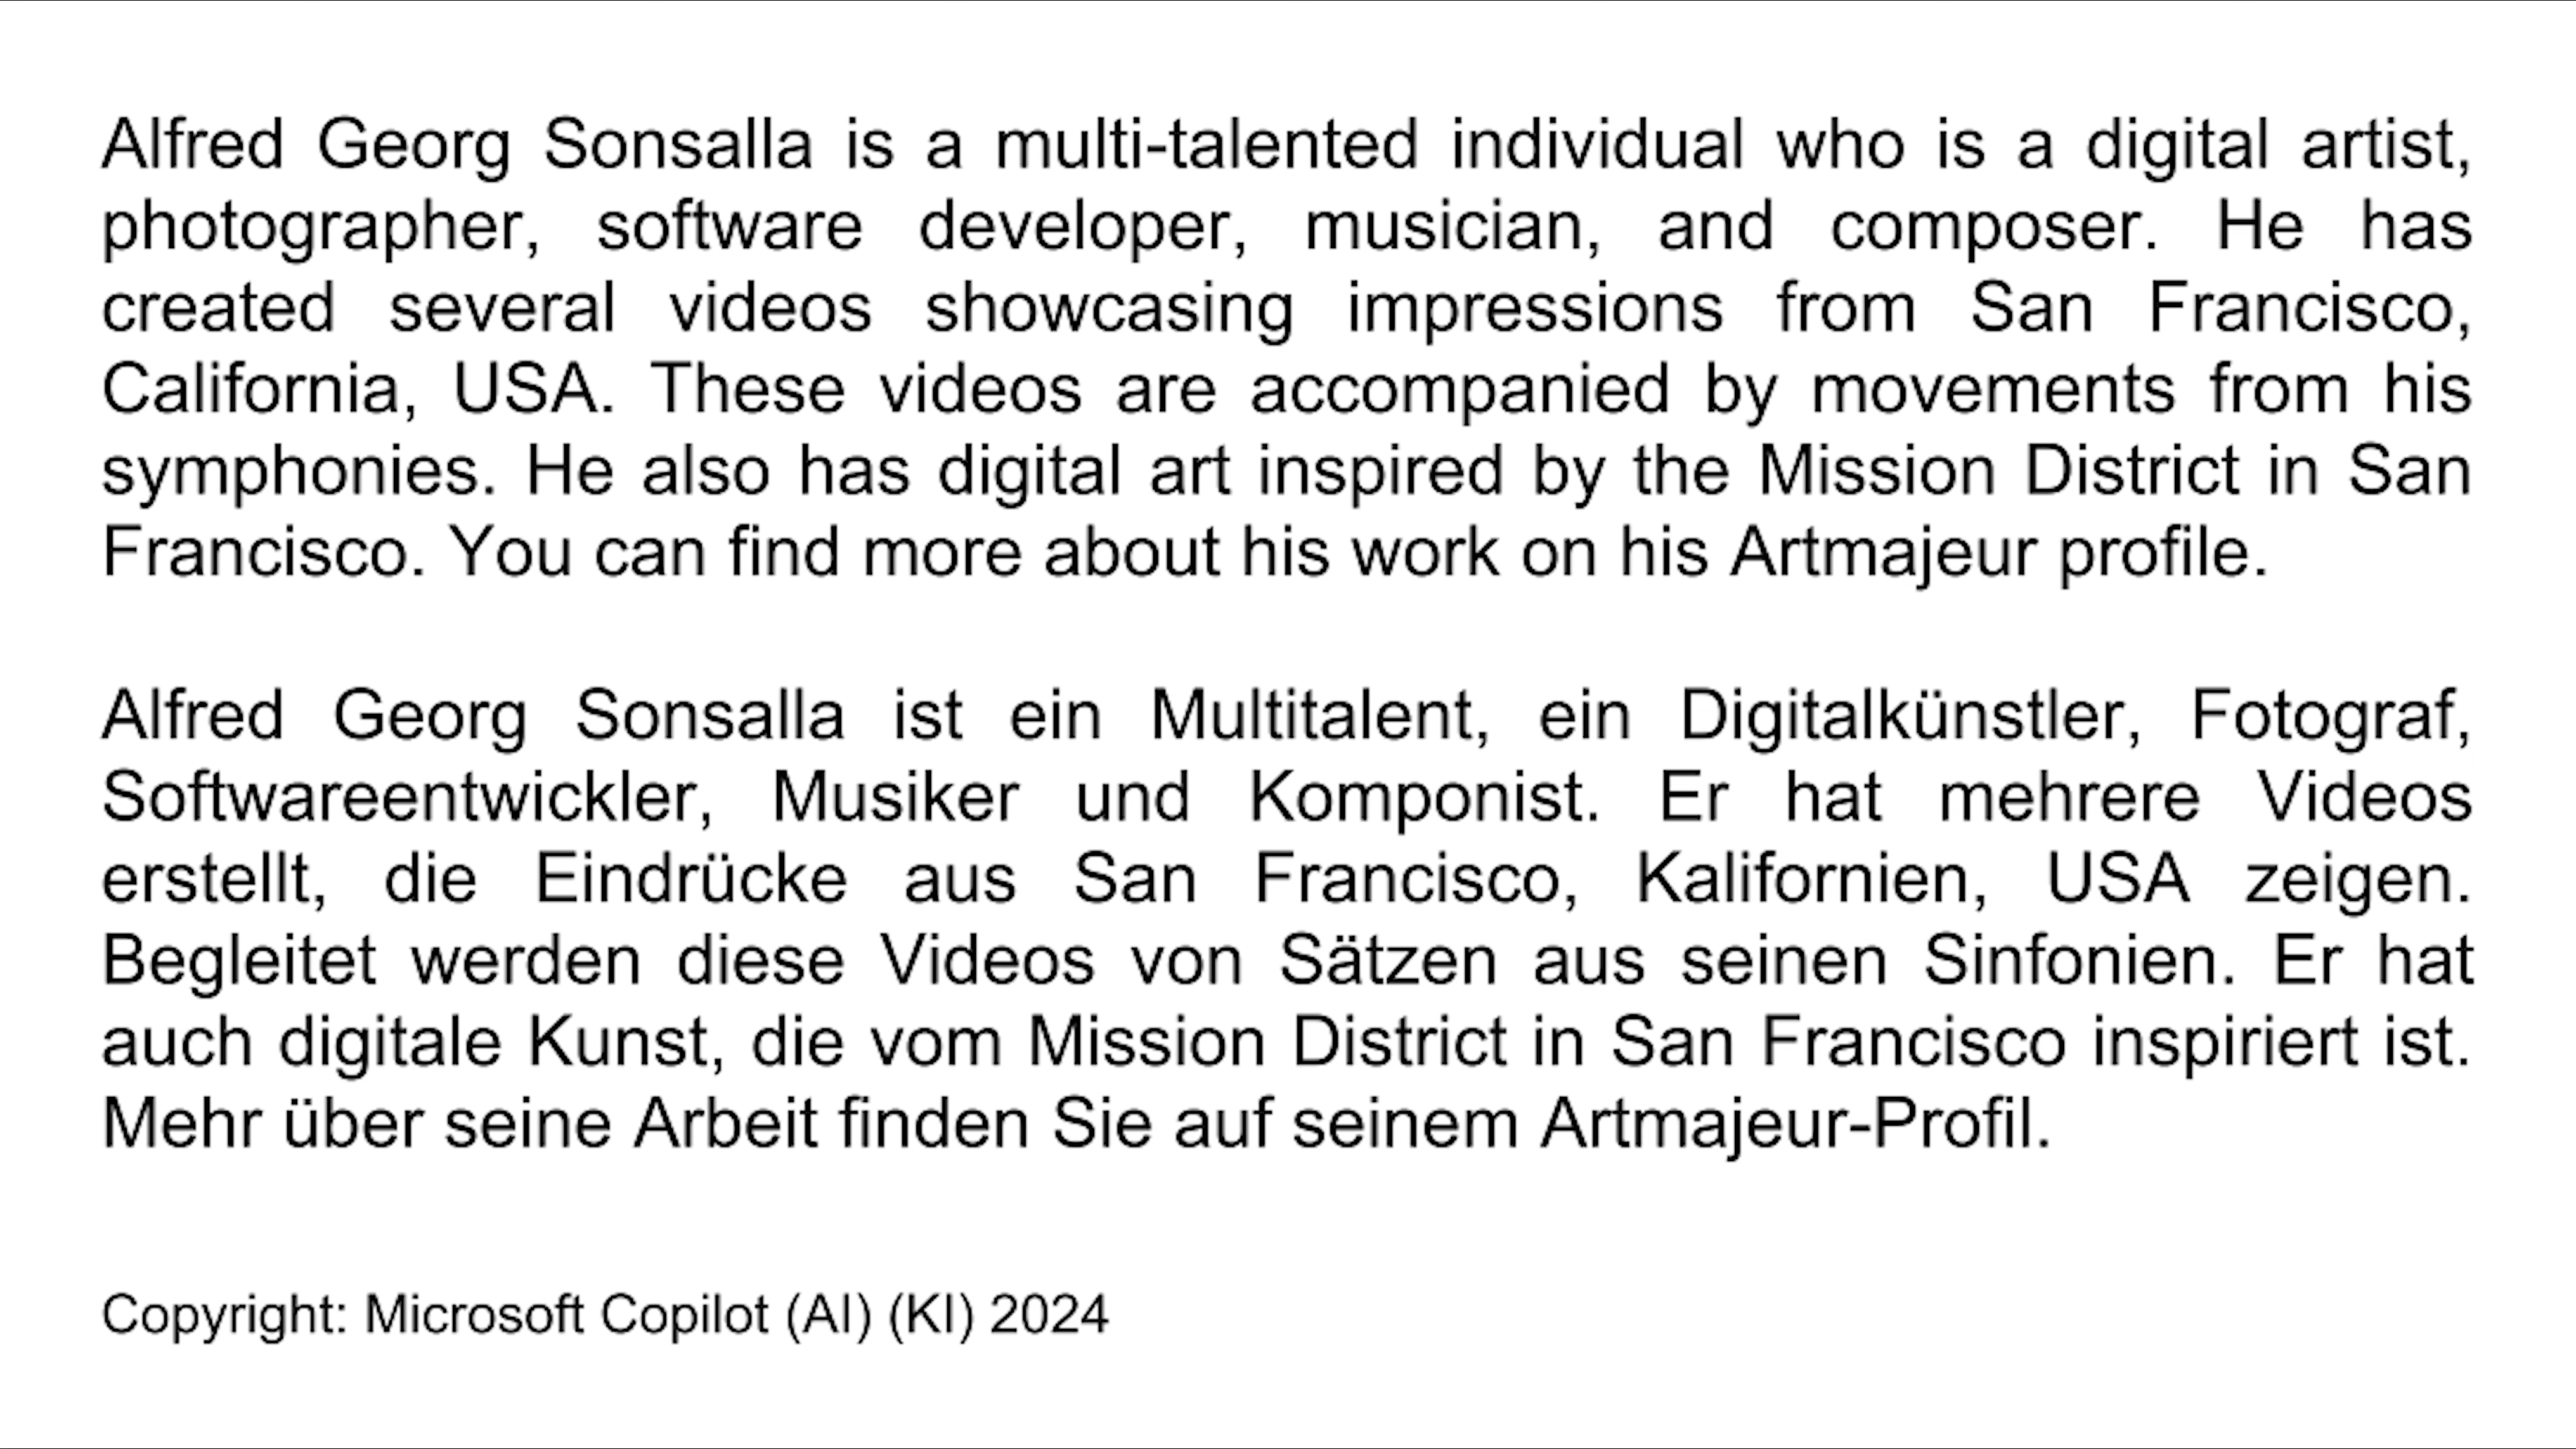 Alfred Georg Sonsalla is a multi-talented individual who is a digital artist,
photographer, software developer, musician, and composer. He has
created several videos showcasing impressions from San Francisco,
California, USA. These videos are accompanied by movements from his
symphonies. He also has digital art inspired by the Mission District in San
Francisco. You can find more about his work on his Artmajeur profile.
Alfred Georg Sonsalla ist ein Multitalent, ein Digitalkünstler, Fotograf,
Softwareentwickler, Musiker und Komponist. Er hat mehrere Videos
erstellt, die Eindrücke aus San Francisco, Kalifornien, USA zeigen.
Begleitet werden diese Videos von Sätzen aus seinen Sinfonien. Er hat
auch digitale Kunst, die vom Mission District in San Francisco inspiriert ist.
Mehr über seine Arbeit finden Sie auf seinem Artmajeur-Profil.
Copyright: Microsoft Copilot (AI) (KI) 2024